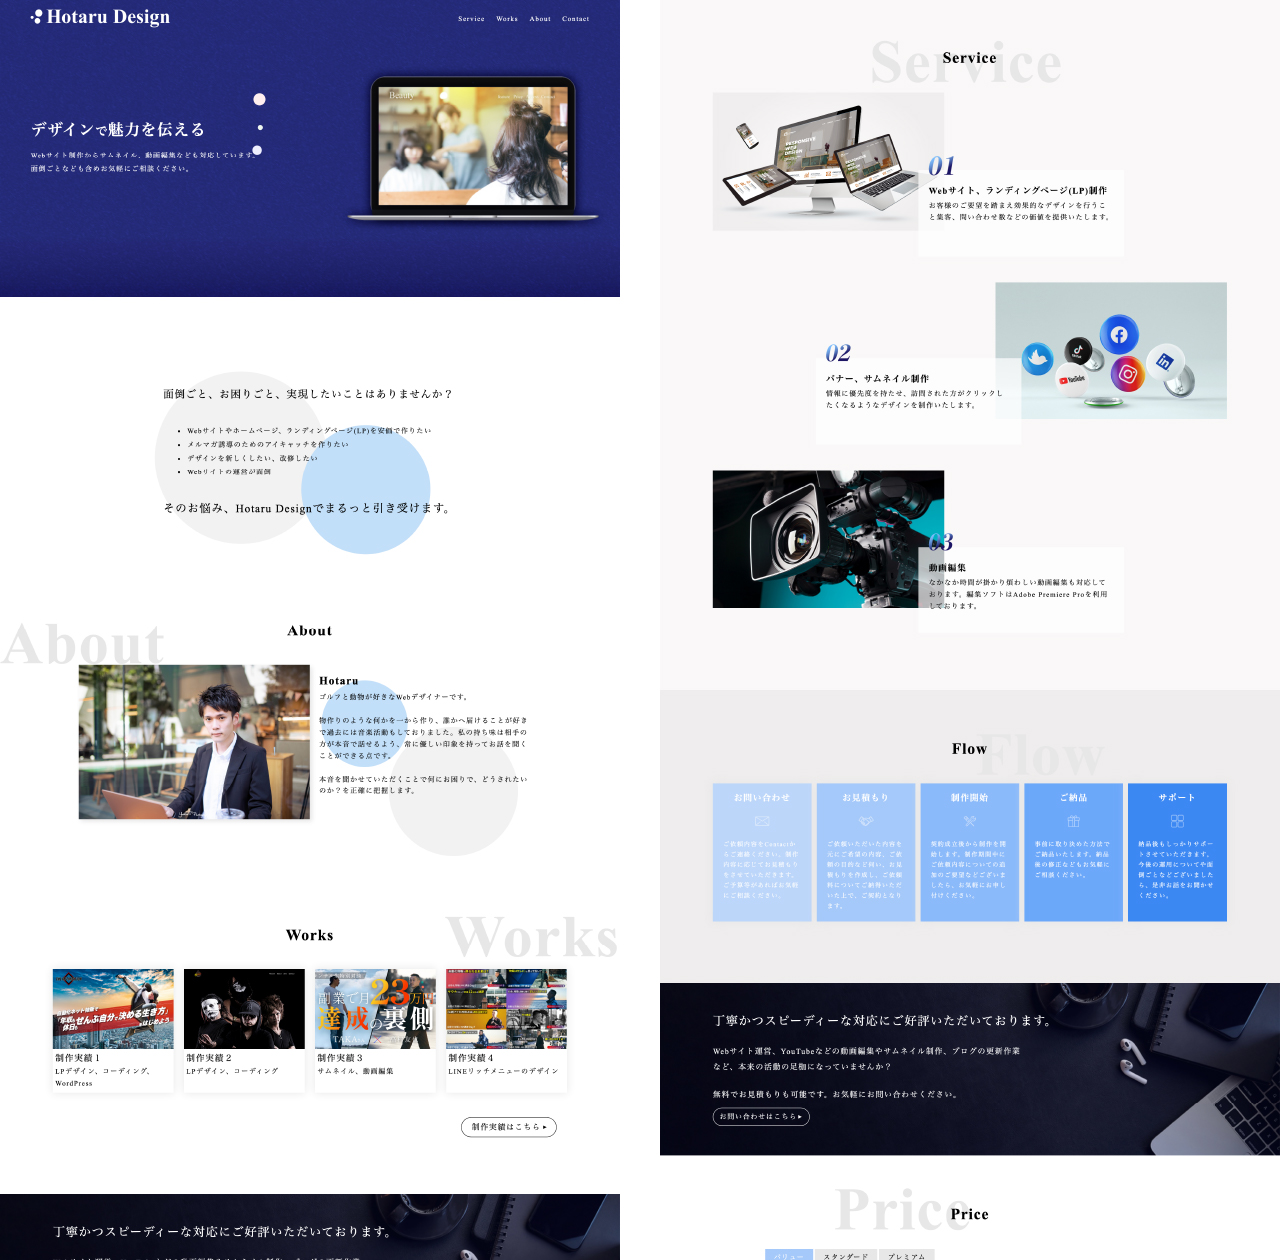 Hotaru Design
Service Works About Contact
Beauty
デザインで魅力を伝える
Webサイト制作からサムネイル、動画編集なども対応しています。
面倒ごとなども含めお気軽にご相談ください。
面倒ごと、お困りごと、実現したいことはありませんか？
Webサイトやホームページ、ランディングページ(LP)を安価で作りたい
メルマガ誘導のためのアイキャッチを作りたい
デザインを新しくしたい、改修したい
Webサイトの運営が面倒
そのお悩み、Hotaru Designでまるっと引き受けます。
About
About
Hotaru
ゴルフと動物が好きなWebデザイナーです。
物作りのような何かを一から作り、誰かへ届けることが好き
で過去には音楽活動もしておりました。私の持ち味は相手の
方が本音で話せるよう、常に優しい印象を持ってお話を聞く
ことができる点です。
本音を聞かせていただくことで何にお困りで、どうされたい
のか？を正確に把握します。
Works
Works
「年収も
休日も
ぜんぶ自分で決める生き方」
はじめよう
副業で月23万円
達成の裏側
TAKA
制作実績１
LPデザイン、コーディング、
WordPress
制作実績２
LPデザイン、コーディング
制作実績３
サムネイル、動画編集
制作実績４
LINEリッチメニューのデザイン
制作実績はこちら ▸
丁寧かつスピーディーな対応にご好評いただいております。
Service
Service
RESPONSIVE
WEB
DESIGN
01
Webサイト、ランディングページ(LP)制作
お客様のご要望を踏まえ効果的なデザインを行うこ
と集客、問い合わせ数などの価値を提供いたします。
02
バナー、サムネイル制作
情報に優先度を持たせ、訪問された方がクリックし
たくなるようなデザインを制作いたします。
YouTube
03
動画編集
なかなか時間が掛かり煩わしい動画編集も対応して
おります。編集ソフトはAdobe Premiere Proを利用
しております。
Flow
Flow
お問い合わせ
ご依頼内容をContactか
らご連絡ください。制作
内容に応じてお見積もり
をさせていただきます。
ご予算等があればお気軽
にご相談ください。
お見積もり
ご依頼いただいた内容を
元にご希望の内容、ご依
頼の目的など伺い、お見
積もりを作成し、ご依頼
料についてご納得いただ
いた上で、ご契約となり
ます。
制作開始
契約成立後から制作を開
始します。制作期間中に
ご依頼内容についての追
加のご要望などございま
したら、お気軽にお申し
付けください。
ご納品
事前に取り決めた方法で
ご納品いたします。納品
後の修正などもお気軽に
ご相談ください。
サポート
納品後もしっかりサポー
トさせていただきます。
今後の運用についてや面
倒ごとなどございました
ら、是非お話をお聞かせ
ください。
丁寧かつスピーディーな対応にご好評いただいております。
Webサイト運営、YouTubeなどの動画編集やサムネイル制作、ブログの更新作業
など、本来の活動の足枷になっていませんか？
無料でお見積もりも可能です。お気軽にお問い合わせください。
お問い合わせはこちら ▸
Price
Price
バリュー スタンダード プレミアム